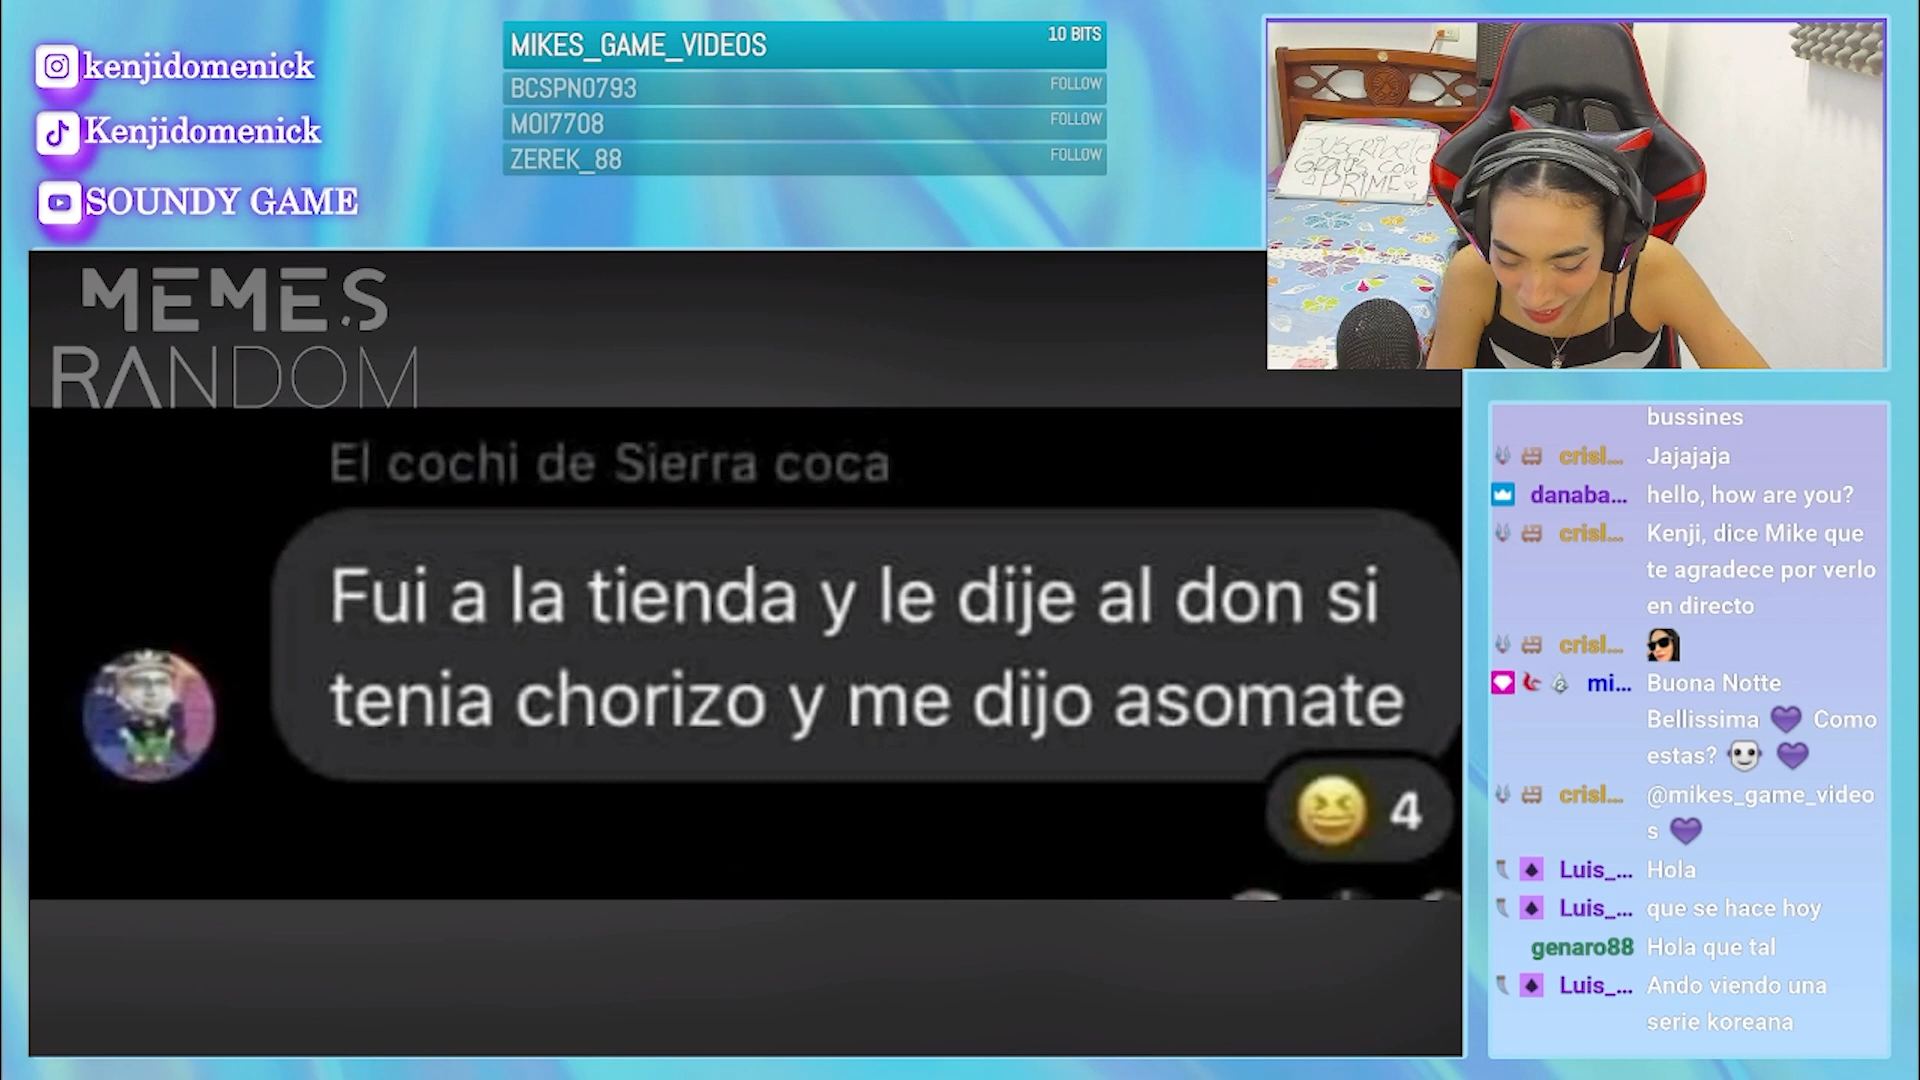 kenjidomenick
Kenjidomenick
SOUNDY GAME
MIKES_GAME_VIDEOS 10 BITS
BCSPN0793 FOLLOW
MOI7708 FOLLOW
ZEREK_88 FOLLOW
SUSCRIBETE
GRATIS CON
PRIME
MEMES
RANDOM
El cochi de Sierra coca
Fui a la tienda y le dije al don si
tenia chorizo y me dijo asomate
😆 4
bussines
crisl... Jajajaja
danaba... hello, how are you?
crisl... Kenji, dice Mike que
te agradece por verlo
en directo
crisl...
mi... Buona Notte
Bellissima 💜 Como
estas? 💜
crisl... @mikes_game_video
s 💜
Luis_... Hola
Luis_... que se hace hoy
genaro88 Hola que tal
Luis_... Ando viendo una
serie koreana